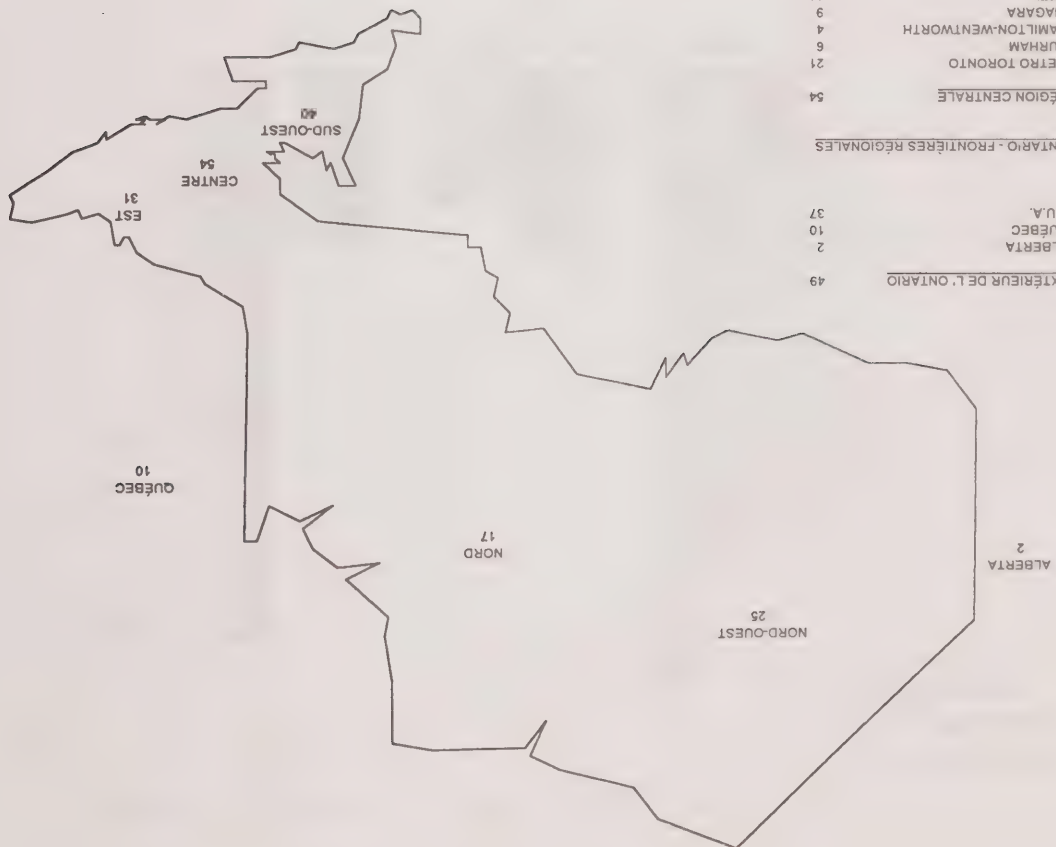 NORD-OUEST
25
ALBERTA
2
NORD
17
QUÉBEC
10
XTÉRIEUR DE L'ONTARIO 49
LBERTA 2
UÉBEC 10
U.A. 37
EST
31
CENTRE
54
SUD-OUEST
40
NTARIO - FRONTIÈRES RÉGIONALES
ÉGION CENTRALE 54
ETRO TORONTO 21
URHAM 6
AMILTON-WENTWORTH 4
AGARA 9